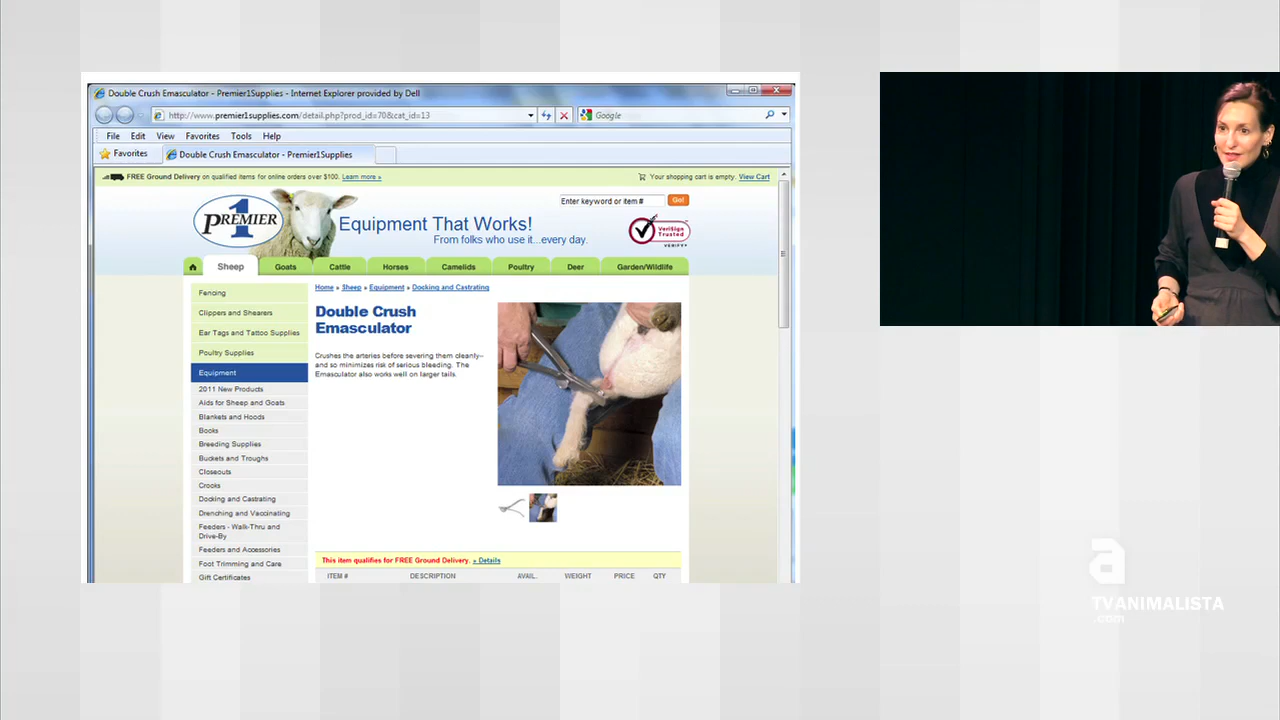 Double Crush Emasculator - Premier1Supplies - Internet Explorer provided by Dell
http://www.premier1supplies.com/detail.php?prod_id=70&cat_id=13
Google
File Edit View Favorites Tools Help
Favorites
Double Crush Emasculator - Premier1Supplies
FREE Ground Delivery on qualified items for online orders over $100. Learn more »
Your shopping cart is empty. View Cart
Enter keyword or item #
Go!
1
PREMIER
Equipment That Works!
From folks who use it...every day.
VeriSign
Trusted
VERIFY
Sheep Goats Cattle Horses Camelids Poultry Deer Garden/Wildlife
Home » Sheep » Equipment » Docking and Castrating
Fencing
Clippers and Shearers
Ear Tags and Tattoo Supplies
Poultry Supplies
Equipment
2011 New Products
Aids for Sheep and Goats
Blankets and Hoods
Books
Breeding Supplies
Buckets and Troughs
Closeouts
Crooks
Docking and Castrating
Drenching and Vaccinating
Feeders - Walk-Thru and
Drive-By
Feeders and Accessories
Foot Trimming and Care
Gift Certificates
Double Crush
Emasculator
Crushes the arteries before severing them cleanly--
and so minimizes risk of serious bleeding. The
Emasculator also works well on larger tails.
This item qualifies for FREE Ground Delivery. » Details
ITEM # DESCRIPTION AVAIL. WEIGHT PRICE QTY
a
TVANIMALISTA
.com